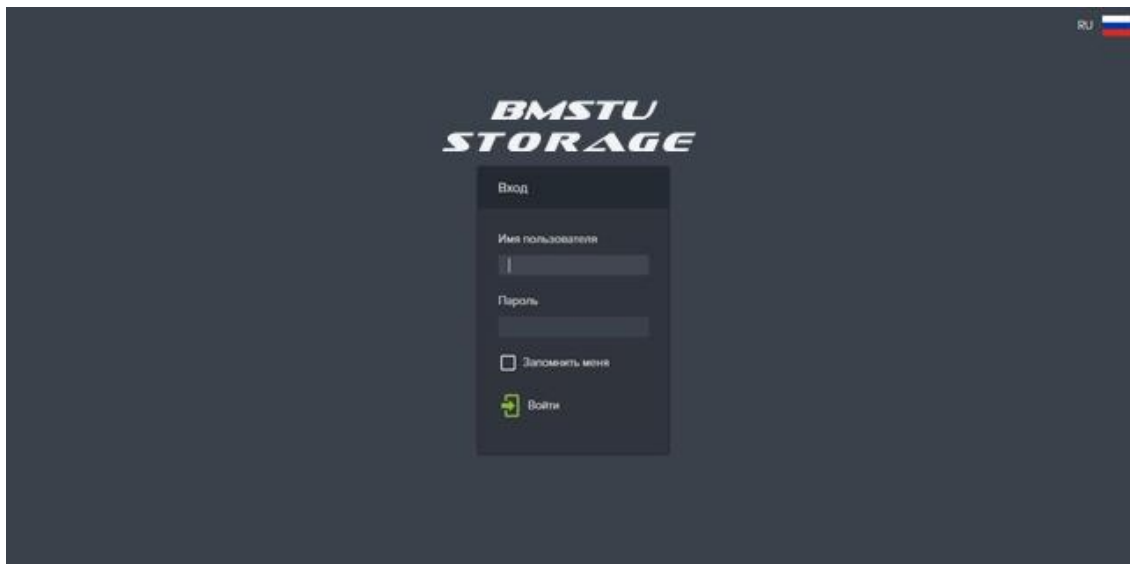 RU
BMSTU
STORAGE
Вход
Имя пользователя
Пароль
Запомнить меня
Войти